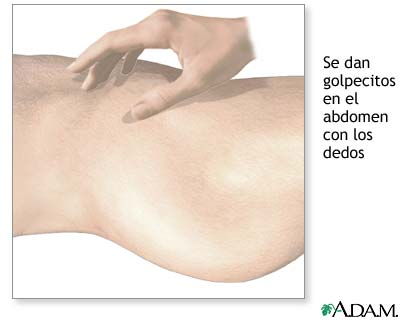 Se dan
golpecitos
en el
abdomen
con los
dedos
A.D.A.M.